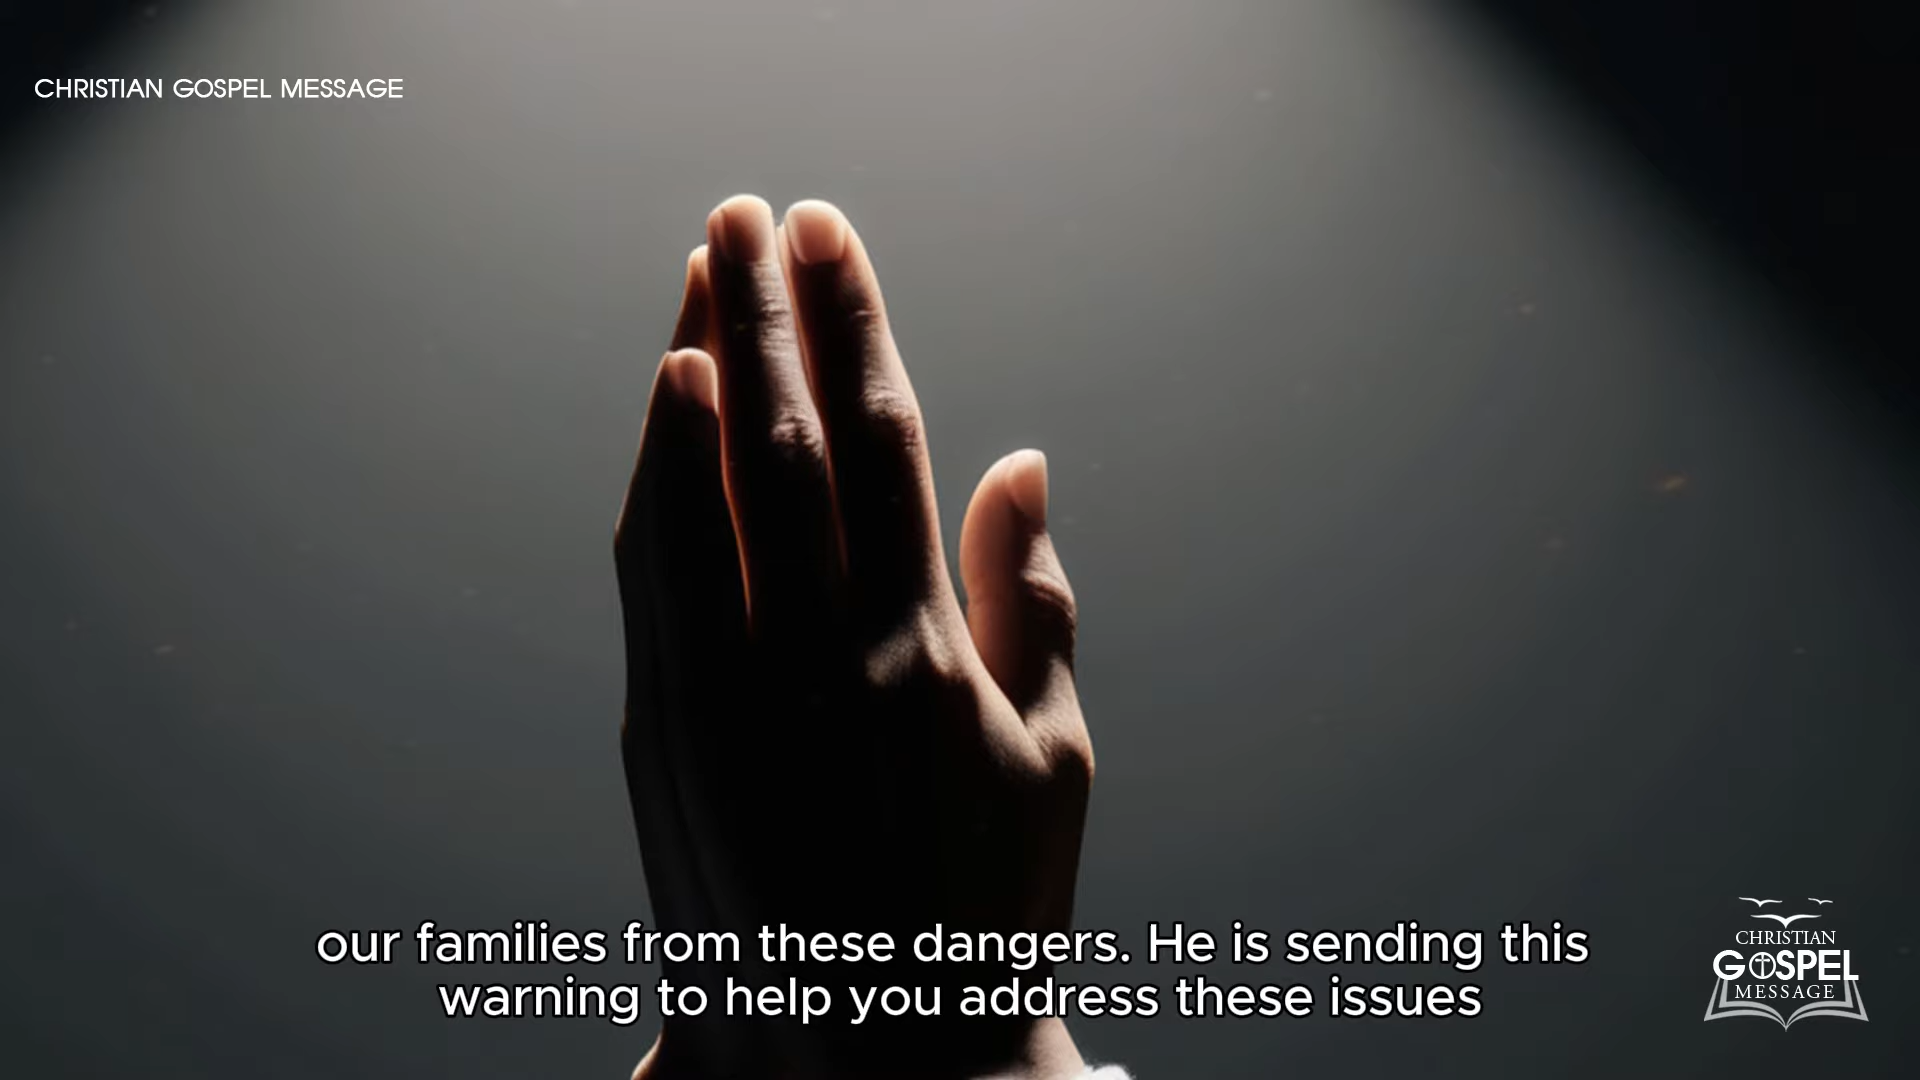 CHRISTIAN GOSPEL MESSAGE
our families from these dangers. He is sending this
warning to help you address these issues
CHRISTIAN
GOSPEL
MESSAGE